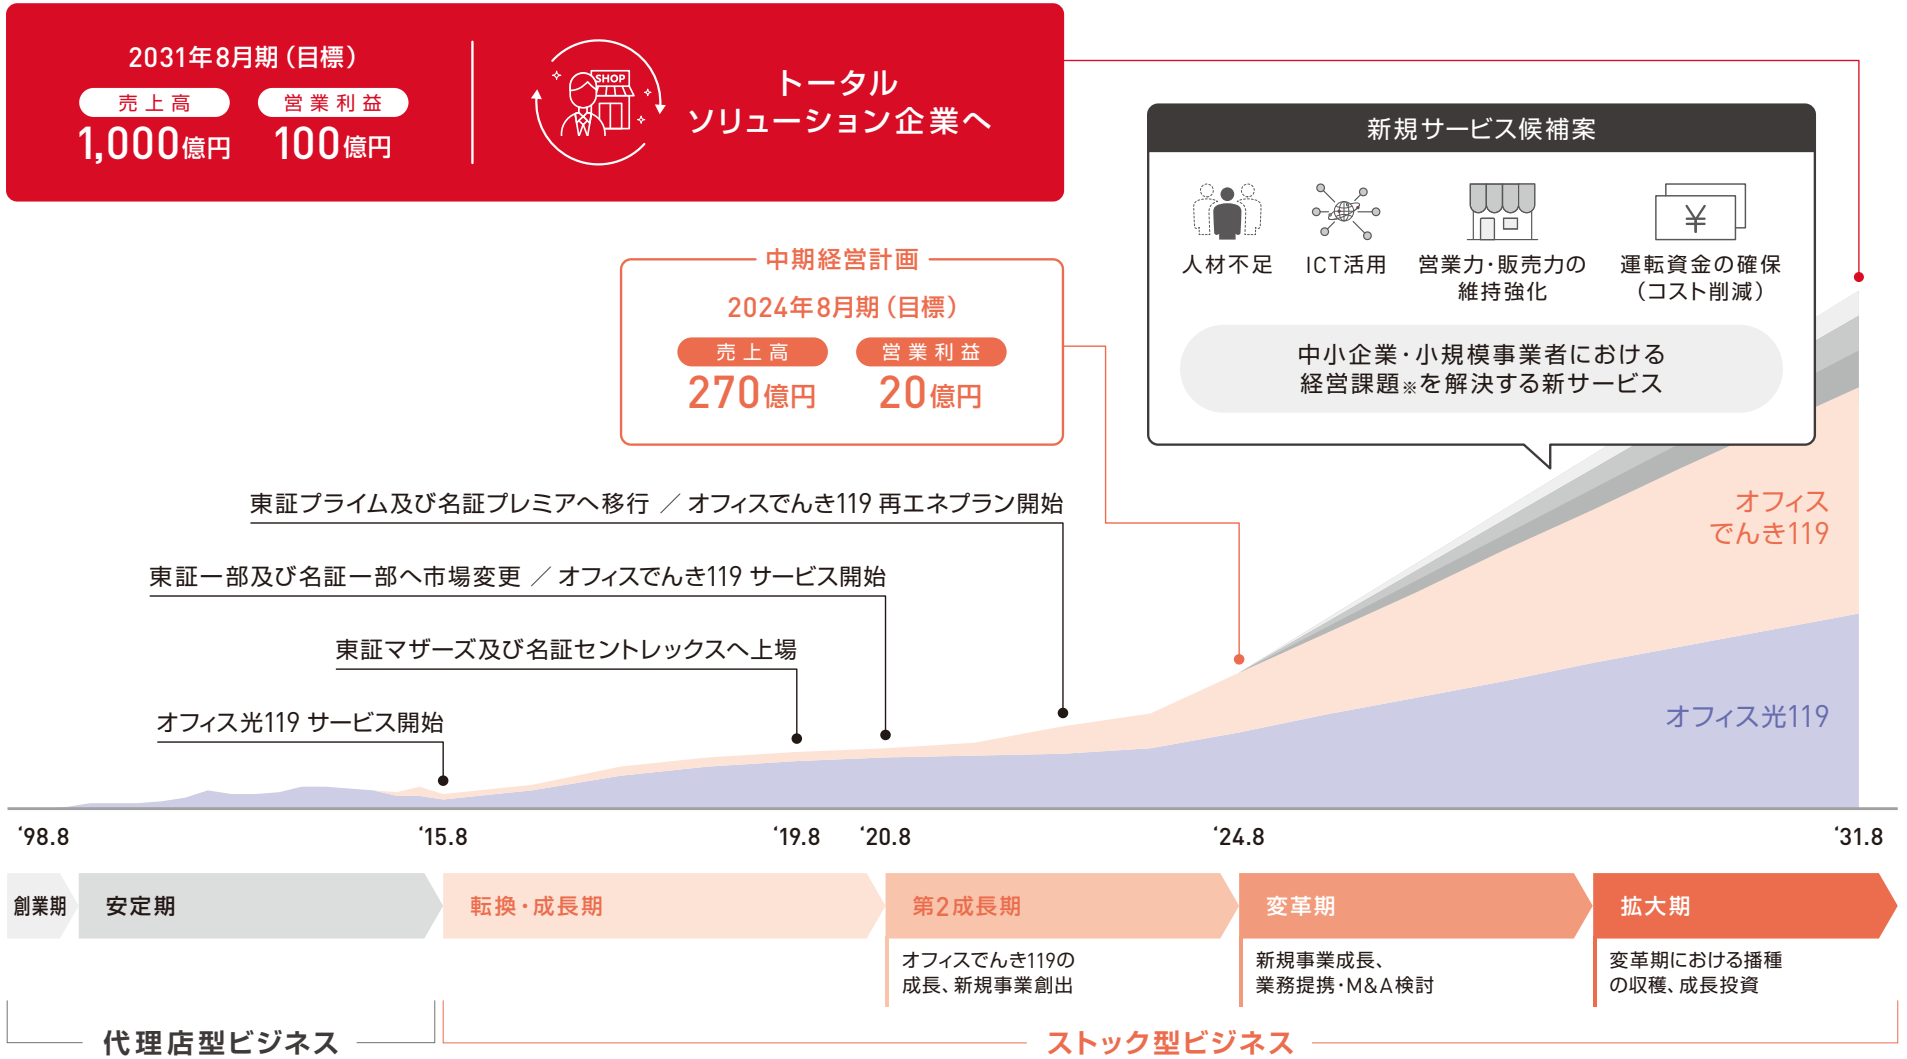 2031年8月期（目標）
売上高
営業利益
1,000億円
100億円
SHOP
トータル
ソリューション企業へ
新規サービス候補案
人材不足
ICT活用
営業力・販売力の
維持強化
運転資金の確保
（コスト削減）
中小企業・小規模事業者における
経営課題※を解決する新サービス
中期経営計画
2024年8月期（目標）
売上高
営業利益
270億円
20億円
東証プライム及び名証プレミアへ移行 ／ オフィスでんき119 再エネプラン開始
東証一部及び名証一部へ市場変更 ／ オフィスでんき119 サービス開始
東証マザーズ及び名証セントレックスへ上場
オフィス光119 サービス開始
オフィス
でんき119
オフィス光119
‘98.8
‘15.8
‘19.8
‘20.8
‘24.8
‘31.8
創業期
安定期
転換・成長期
第2成長期
変革期
拡大期
オフィスでんき119の
成長、新規事業創出
新規事業成長、
業務提携・M&A検討
変革期における播種
の収穫、成長投資
代理店型ビジネス
ストック型ビジネス